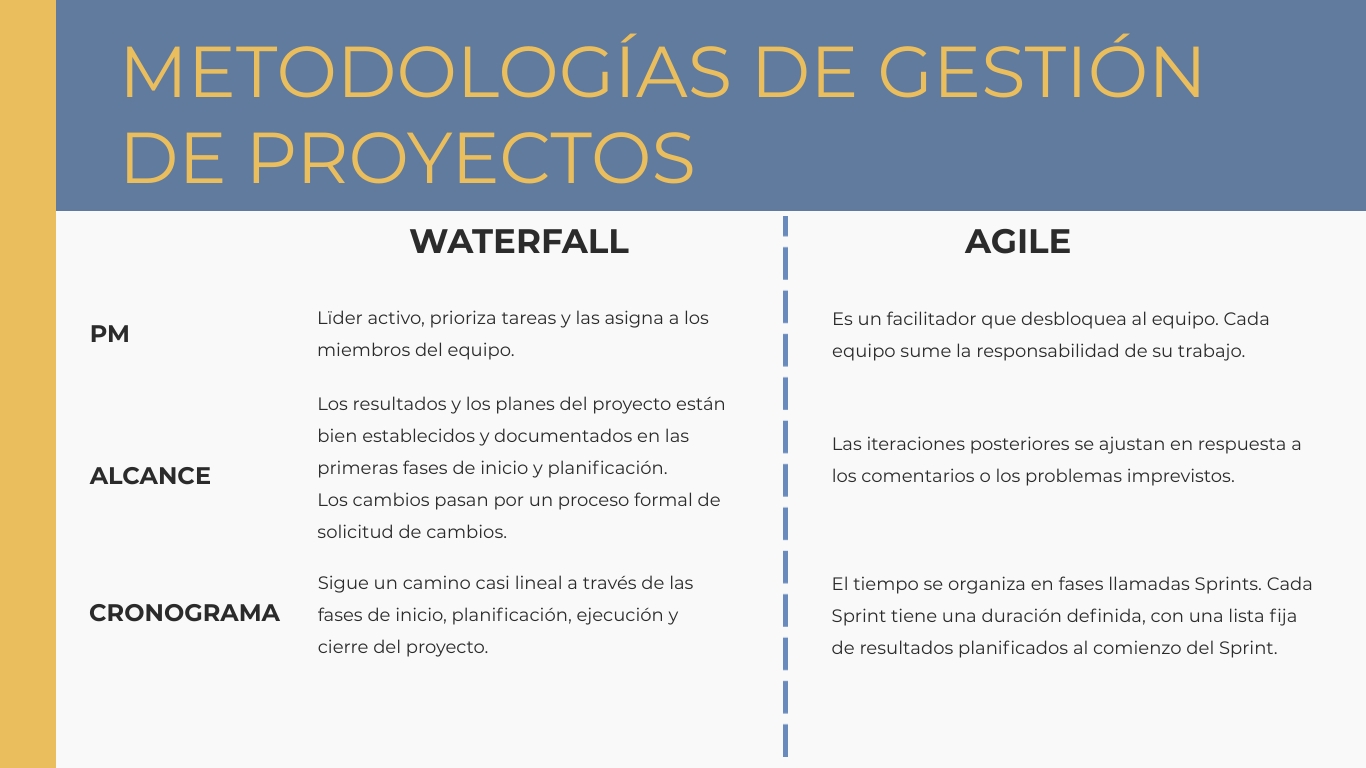 METODOLOGÍAS DE GESTIÓN
DE PROYECTOS
WATERFALL
AGILE
PM
Lïder activo, prioriza tareas y las asigna a los
miembros del equipo.
Es un facilitador que desbloquea al equipo. Cada
equipo sume la responsabilidad de su trabajo.
ALCANCE
Los resultados y los planes del proyecto están
bien establecidos y documentados en las
primeras fases de inicio y planificación.
Los cambios pasan por un proceso formal de
solicitud de cambios.
Las iteraciones posteriores se ajustan en respuesta a
los comentarios o los problemas imprevistos.
CRONOGRAMA
Sigue un camino casi lineal a través de las
fases de inicio, planificación, ejecución y
cierre del proyecto.
El tiempo se organiza en fases llamadas Sprints. Cada
Sprint tiene una duración definida, con una lista fija
de resultados planificados al comienzo del Sprint.